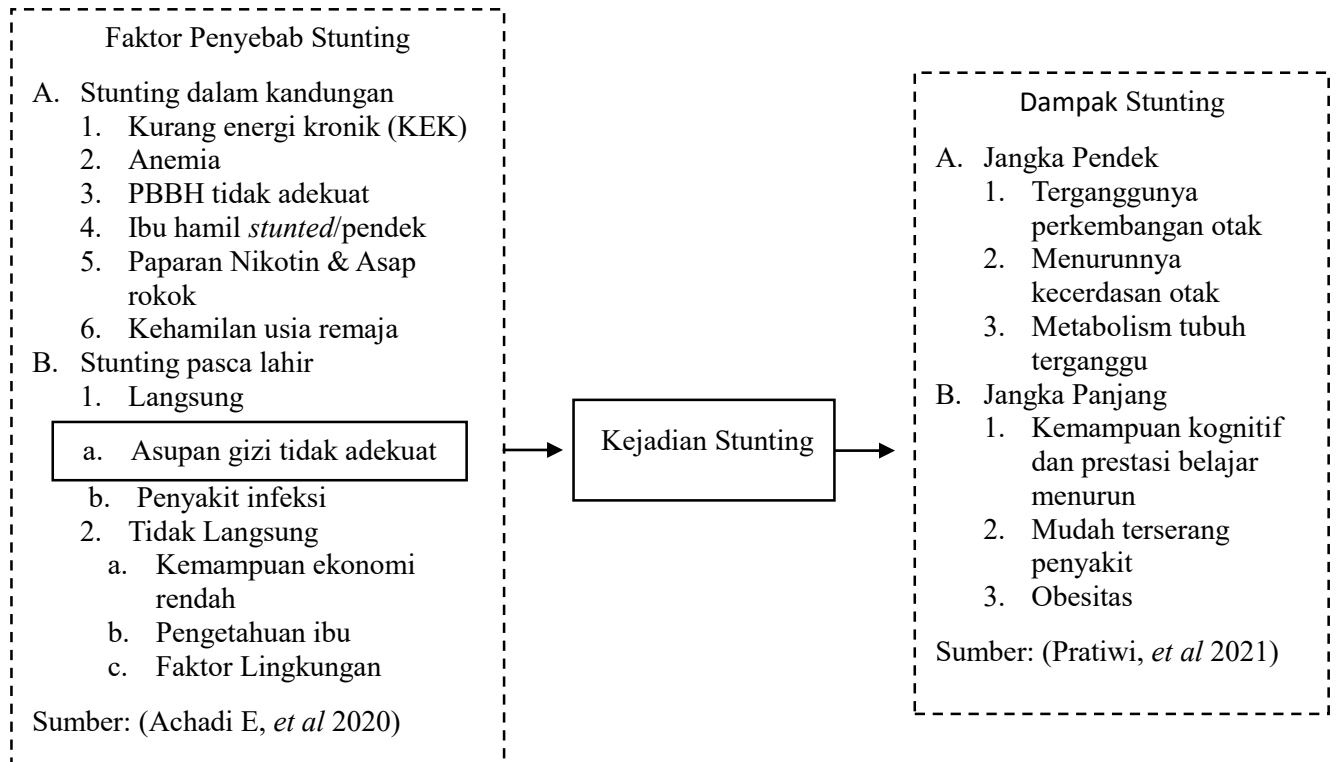 Faktor Penyebab Stunting
A. Stunting dalam kandungan
1. Kurang energi kronik (KEK)
2. Anemia
3. PBBH tidak adekuat
4. Ibu hamil stunted/pendek
5. Paparan Nikotin & Asap
rokok
6. Kehamilan usia remaja
B. Stunting pasca lahir
1. Langsung
a. Asupan gizi tidak adekuat
b. Penyakit infeksi
2. Tidak Langsung
a. Kemampuan ekonomi
rendah
b. Pengetahuan ibu
c. Faktor Lingkungan
Sumber: (Achadi E, et al 2020)
Kejadian Stunting
Dampak Stunting
A. Jangka Pendek
1. Terganggunya
perkembangan otak
2. Menurunnya
kecerdasan otak
3. Metabolism tubuh
terganggu
B. Jangka Panjang
1. Kemampuan kognitif
dan prestasi belajar
menurun
2. Mudah terserang
penyakit
3. Obesitas
Sumber: (Pratiwi, et al 2021)